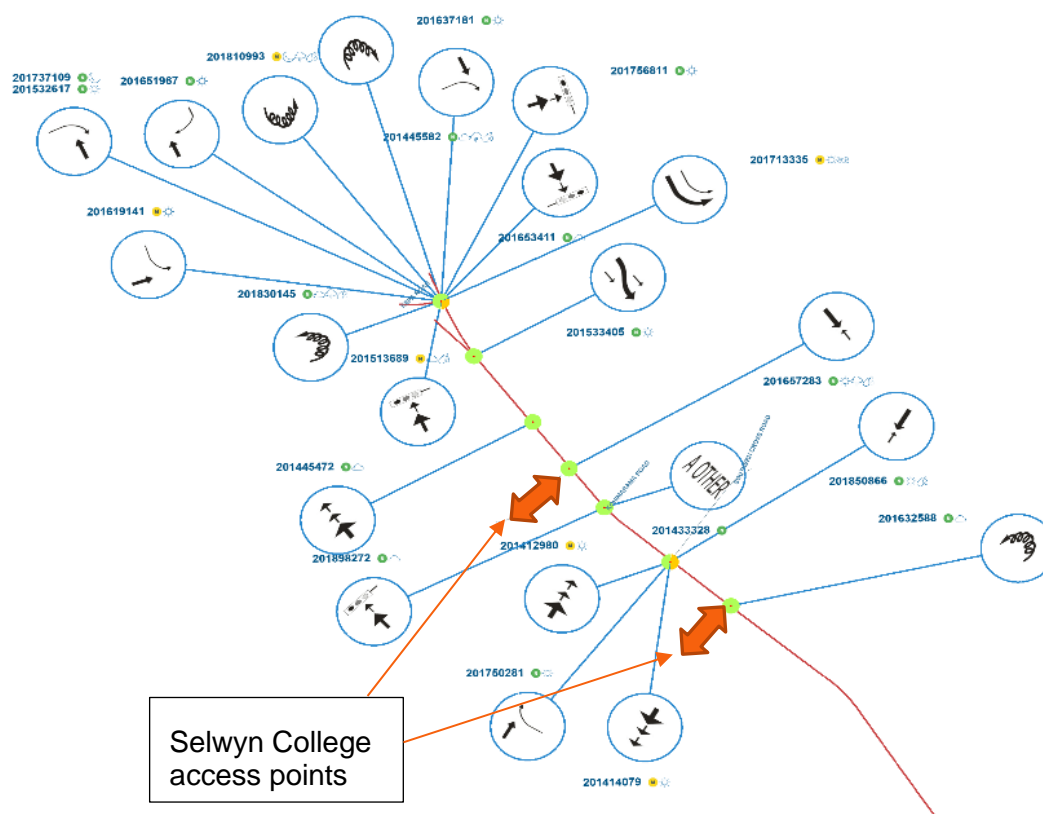 201637181 M
201810993 M
201737109 S
201532617 S
201651967 S
201756811 M
201445582 M
201713335 M
201619141 M
201653411 S
201830145 S
201533405 M
201513689 M
201657283 S
201445472 S
A OTHER
201850866 S
201632588 S
201433328 S
201412980 M
201898272 S
201750281 S
Selwyn College
access points
201414079 M